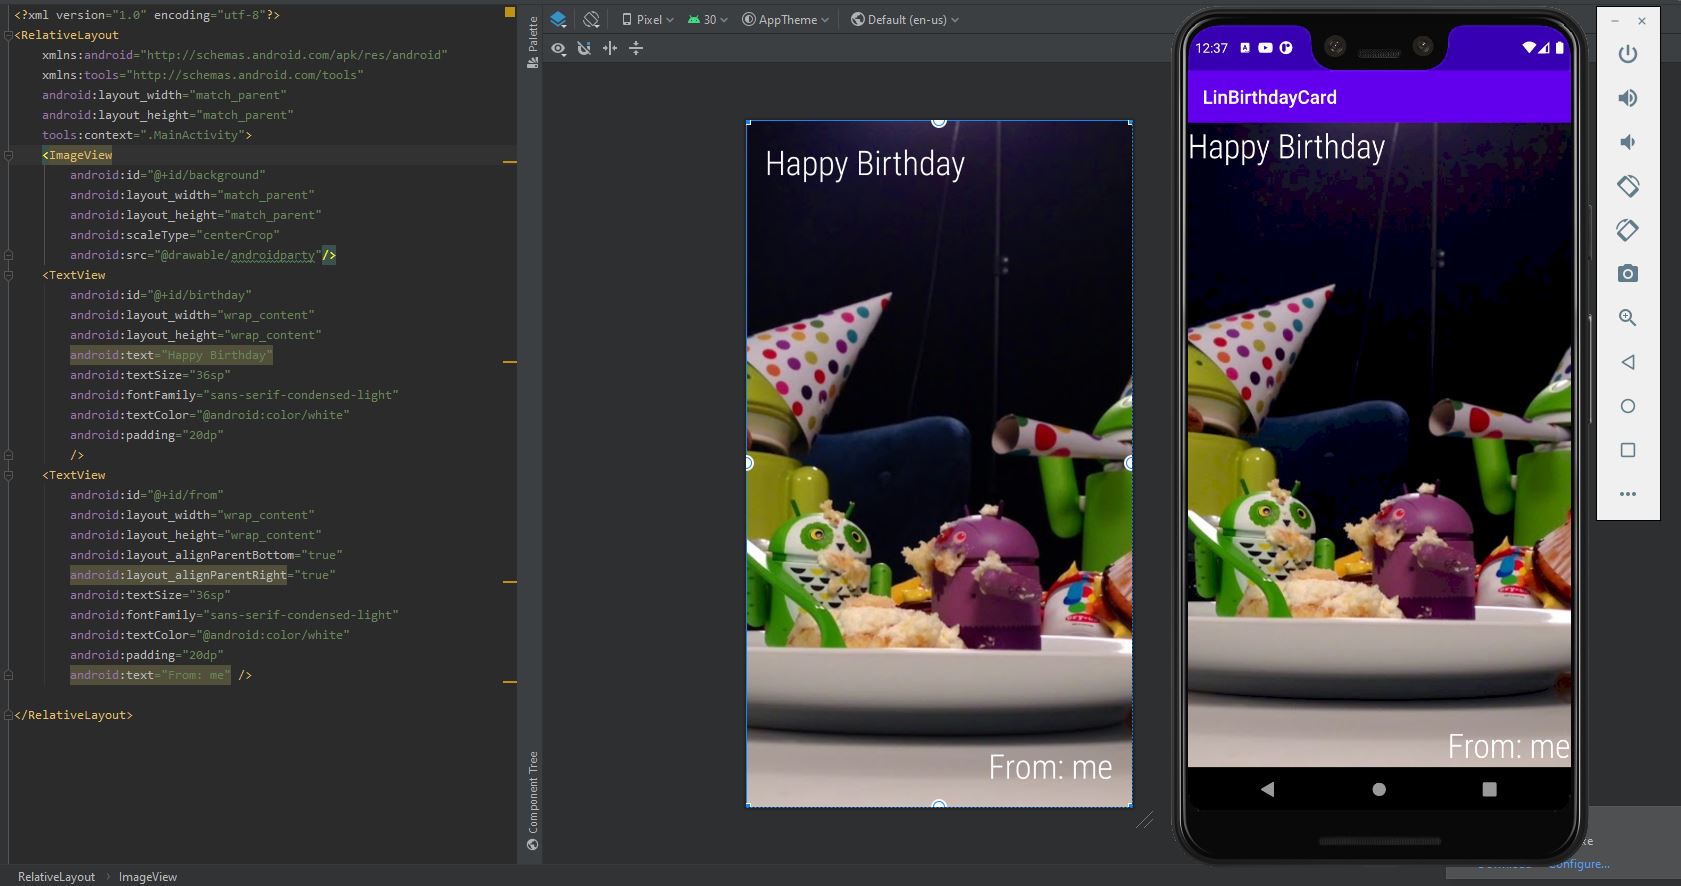 <?xml version="1.0" encoding="utf-8"?>
<RelativeLayout
xmlns:android="http://schemas.android.com/apk/res/android"
xmlns:tools="http://schemas.android.com/tools"
android:layout_width="match_parent"
android:layout_height="match_parent"
tools:context=".MainActivity">
<ImageView
android:id="@+id/background"
android:layout_width="match_parent"
android:layout_height="match_parent"
android:scaleType="centerCrop"
android:src="@drawable/androidparty"/>
<TextView
android:id="@+id/birthday"
android:layout_width="wrap_content"
android:layout_height="wrap_content"
android:text="Happy Birthday"
android:textSize="36sp"
android:fontFamily="sans-serif-condensed-light"
android:textColor="@android:color/white"
android:padding="20dp"
/>
<TextView
android:id="@+id/from"
android:layout_width="wrap_content"
android:layout_height="wrap_content"
android:layout_alignParentBottom="true"
android:layout_alignParentRight="true"
android:textSize="36sp"
android:fontFamily="sans-serif-condensed-light"
android:textColor="@android:color/white"
android:padding="20dp"
android:text="From: me" />
</RelativeLayout>
RelativeLayout › ImageView
Palette
Component Tree
Pixel
30
AppTheme
Default (en-us)
Happy Birthday
From: me
12:37
LinBirthdayCard
Happy Birthday
From: me